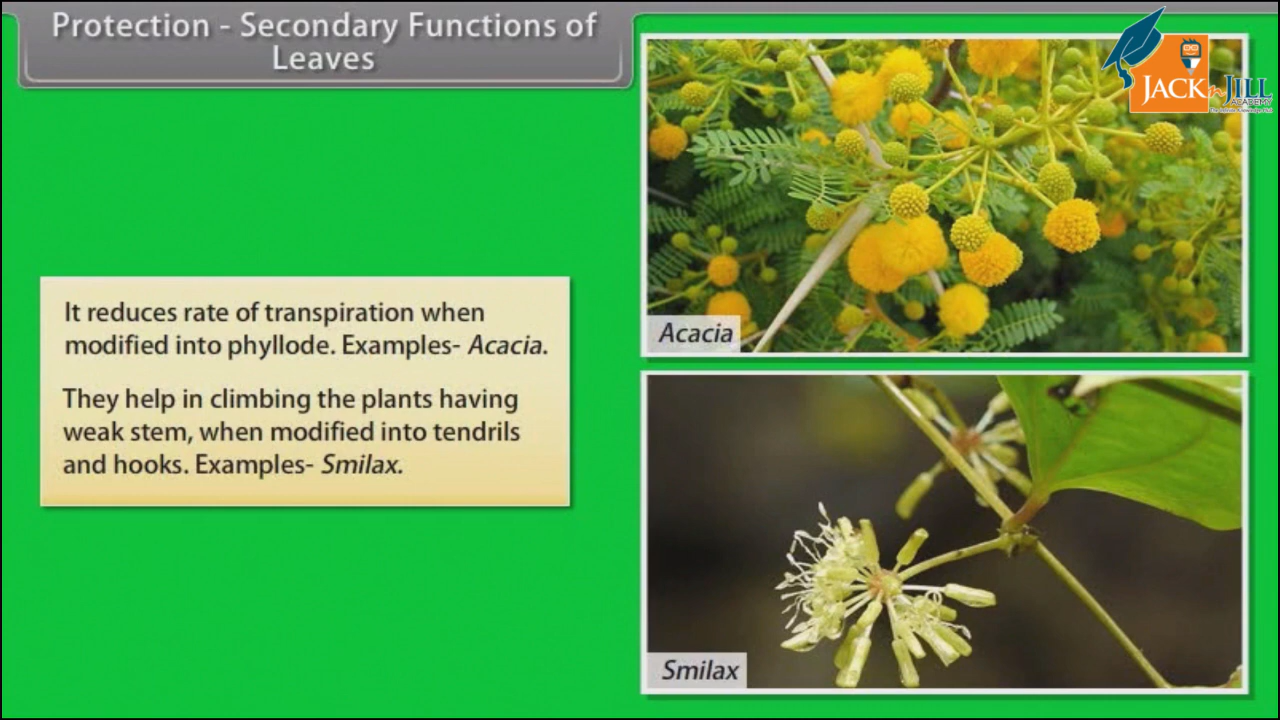 Protection - Secondary Functions of
Leaves
JACK n JILL
ACADEMY
It reduces rate of transpiration when
modified into phyllode. Examples- Acacia.
They help in climbing the plants having
weak stem, when modified into tendrils
and hooks. Examples- Smilax.
Acacia
Smilax